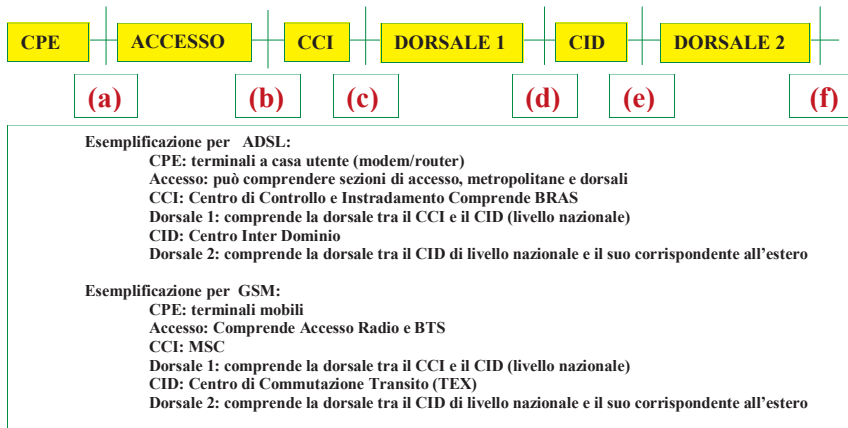 CPE ACCESSO CCI DORSALE 1 CID DORSALE 2
(a) (b) (c) (d) (e) (f)
Esemplificazione per ADSL:
CPE: terminali a casa utente (modem/router)
Accesso: può comprendere sezioni di accesso, metropolitane e dorsali
CCI: Centro di Controllo e Instradamento Comprende BRAS
Dorsale 1: comprende la dorsale tra il CCI e il CID (livello nazionale)
CID: Centro Inter Dominio
Dorsale 2: comprende la dorsale tra il CID di livello nazionale e il suo corrispondente all’estero
Esemplificazione per GSM:
CPE: terminali mobili
Accesso: Comprende Accesso Radio e BTS
CCI: MSC
Dorsale 1: comprende la dorsale tra il CCI e il CID (livello nazionale)
CID: Centro di Commutazione Transito (TEX)
Dorsale 2: comprende la dorsale tra il CID di livello nazionale e il suo corrispondente all’estero